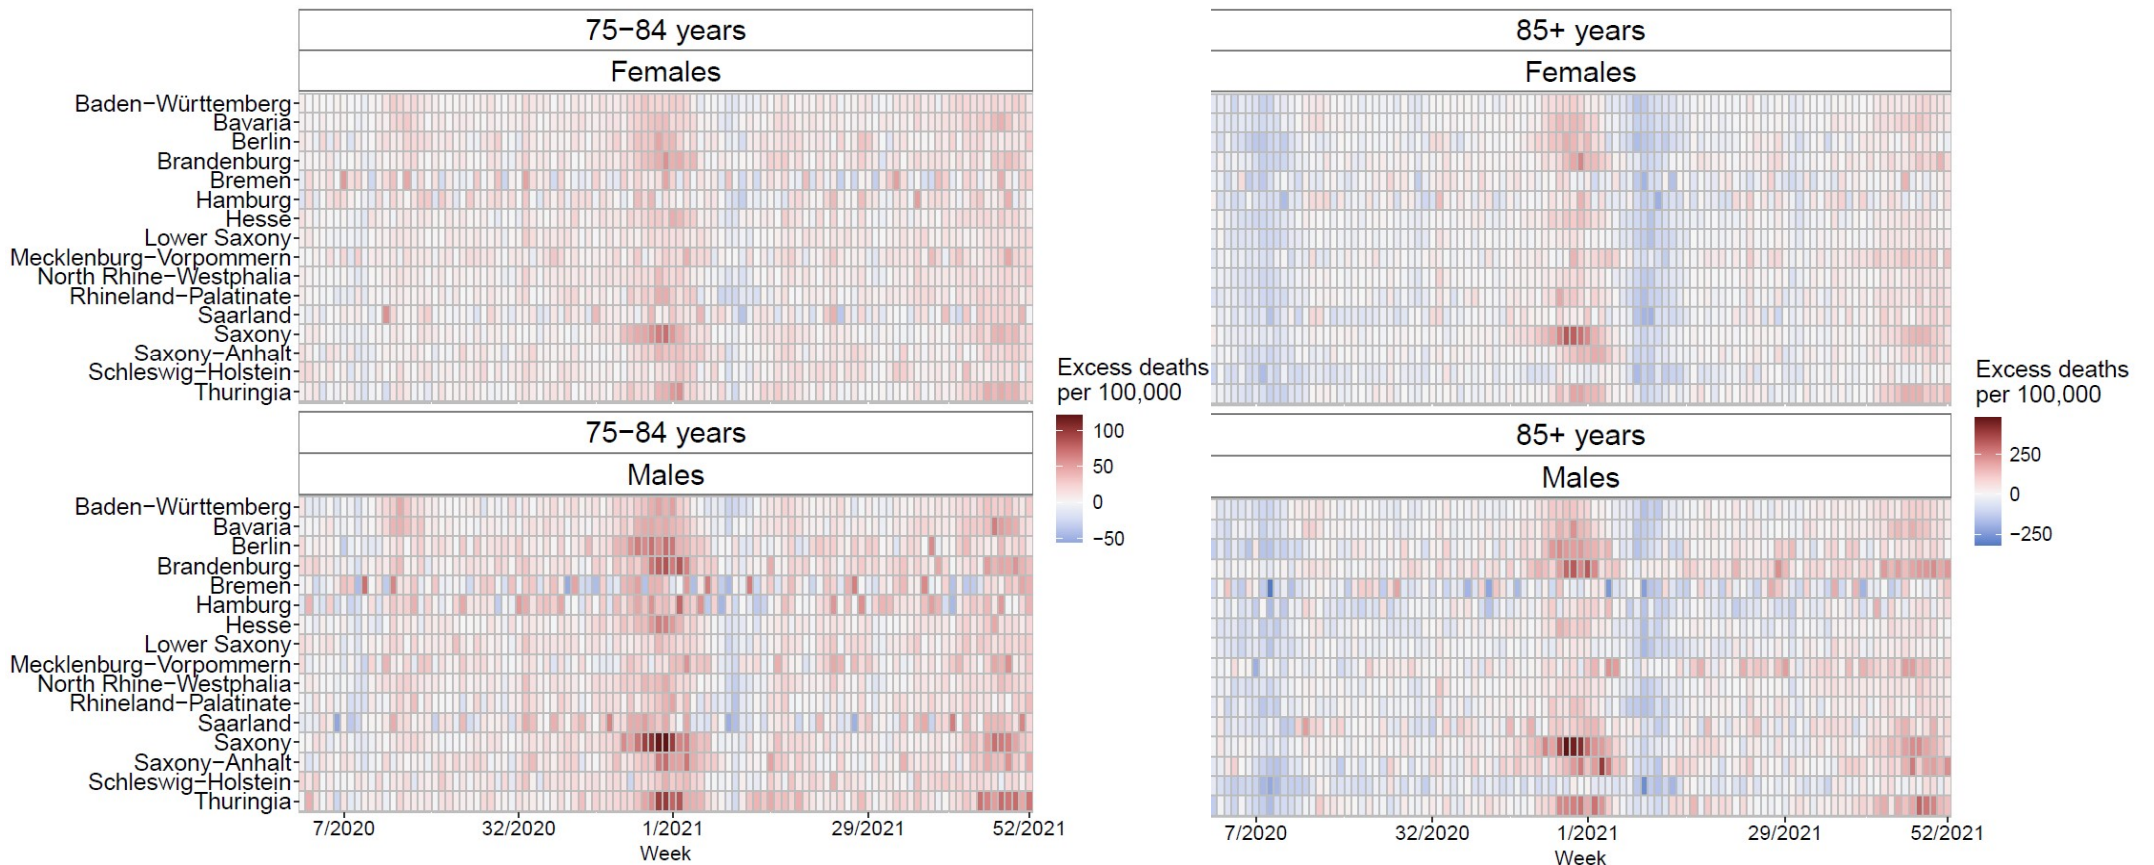 75−84 years
Females
Baden−Württemberg
Bavaria
Berlin
Brandenburg
Bremen
Hamburg
Hesse
Lower Saxony
Mecklenburg−Vorpommern
North Rhine−Westphalia
Rhineland−Palatinate
Saarland
Saxony
Saxony−Anhalt
Schleswig−Holstein
Thuringia
75−84 years
Males
Baden−Württemberg
Bavaria
Berlin
Brandenburg
Bremen
Hamburg
Hesse
Lower Saxony
Mecklenburg−Vorpommern
North Rhine−Westphalia
Rhineland−Palatinate
Saarland
Saxony
Saxony−Anhalt
Schleswig−Holstein
Thuringia
7/2020 32/2020 1/2021 29/2021 52/2021
Week
Excess deaths
per 100,000
100
50
0
−50
85+ years
Females
85+ years
Males
7/2020 32/2020 1/2021 29/2021 52/2021
Week
Excess deaths
per 100,000
250
0
−250